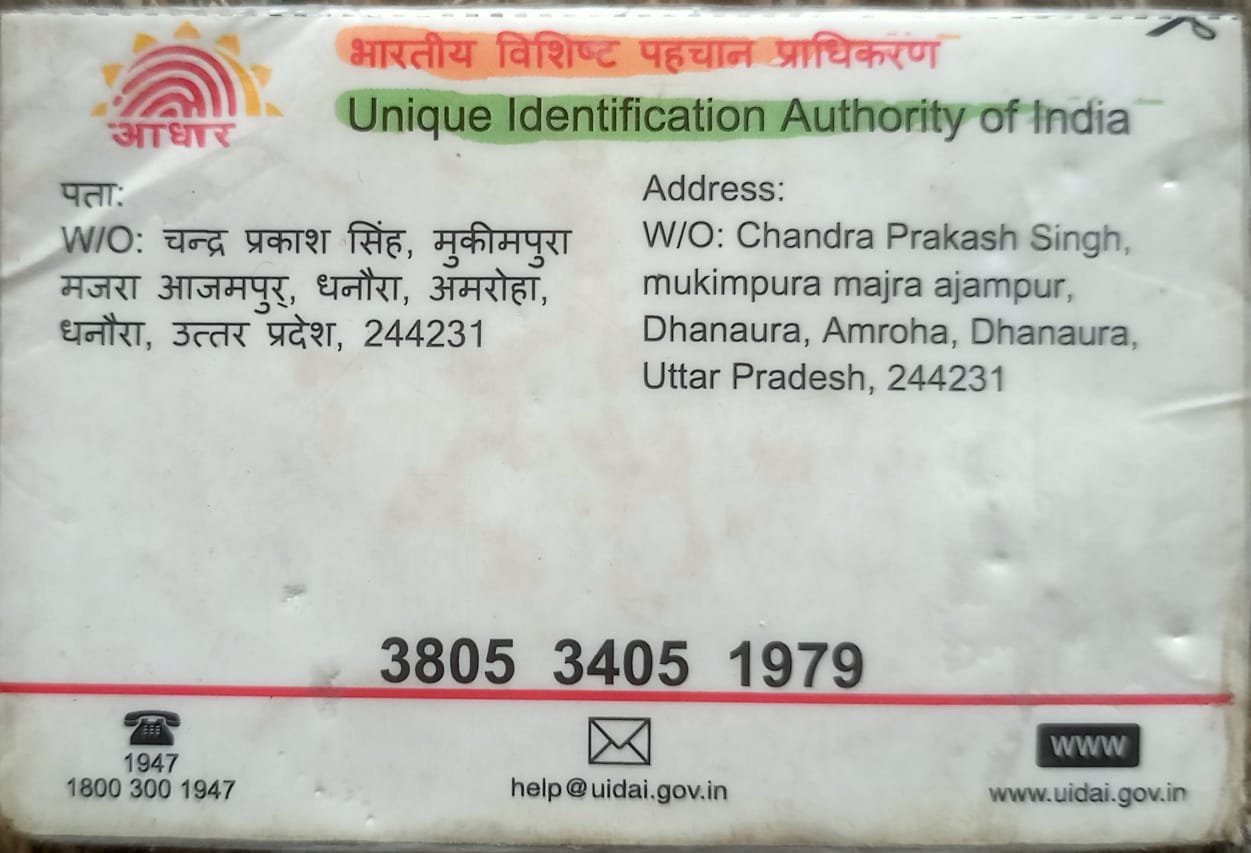 आधार
भारतीय विशिष्ट पहचान प्राधिकरण
Unique Identification Authority of India
पता:
W/O: चन्द्र प्रकाश सिंह, मुकीमपुरा
मजरा आजमपुर, धनौरा, अमरोहा,
धनौरा, उत्तर प्रदेश, 244231
Address:
W/O: Chandra Prakash Singh,
mukimpura majra ajampur,
Dhanaura, Amroha, Dhanaura,
Uttar Pradesh, 244231
3805 3405 1979
1947
1800 300 1947
help@uidai.gov.in
www
www.uidai.gov.in